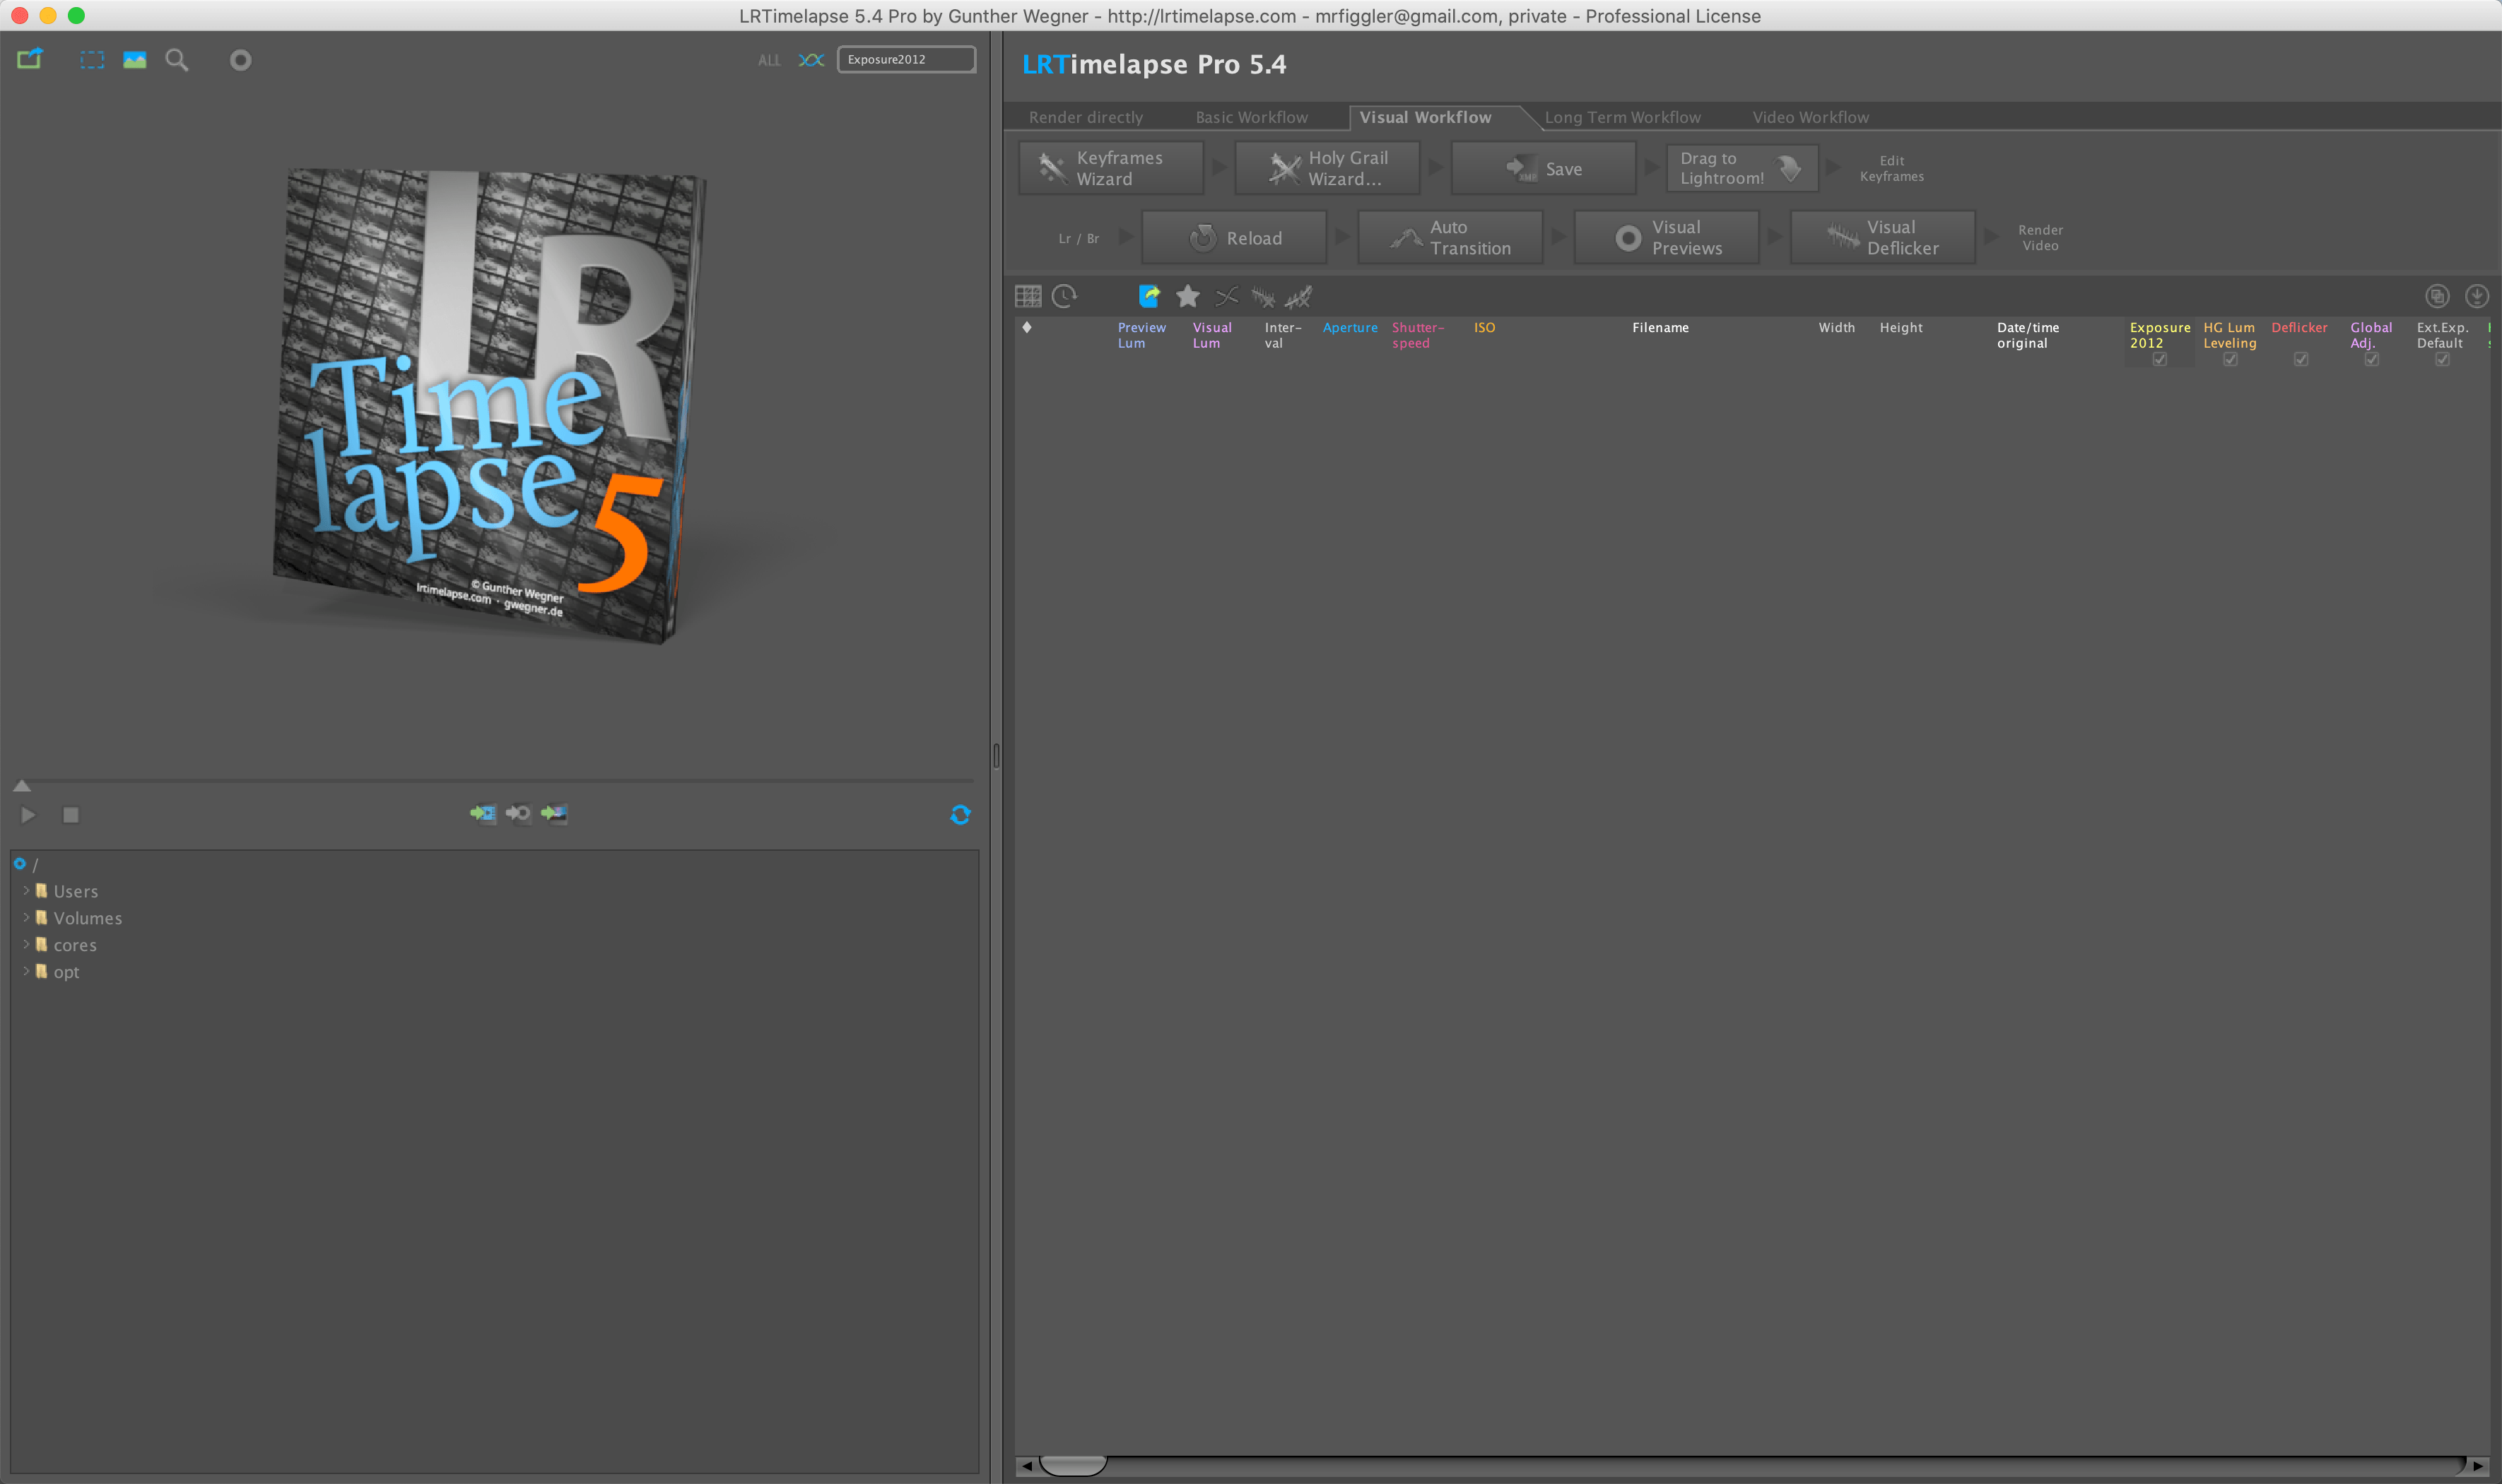 LRTimelapse 5.4 Pro by Gunther Wegner - http://lrtimelapse.com - mrfiggler@gmail.com, private - Professional License
ALL
Exposure2012
LR
Time
lapse
5
© Gunther Wegner
lrtimelapse.com · gwegner.de
/
Users
Volumes
cores
opt
LRTimelapse Pro 5.4
Render directly Basic Workflow Visual Workflow Long Term Workflow Video Workflow
Keyframes
Wizard
Holy Grail
Wizard...
XMP
Save
Drag to
Lightroom!
Edit
Keyframes
Lr / Br
Reload
Auto
Transition
Visual
Previews
Visual
Deflicker
Render
Video
Preview
Lum
Visual
Lum
Inter-
val
Aperture
Shutter-
speed
ISO
Filename
Width
Height
Date/time
original
Exposure
2012
HG Lum
Leveling
Deflicker
Global
Adj.
Ext.Exp.
Default